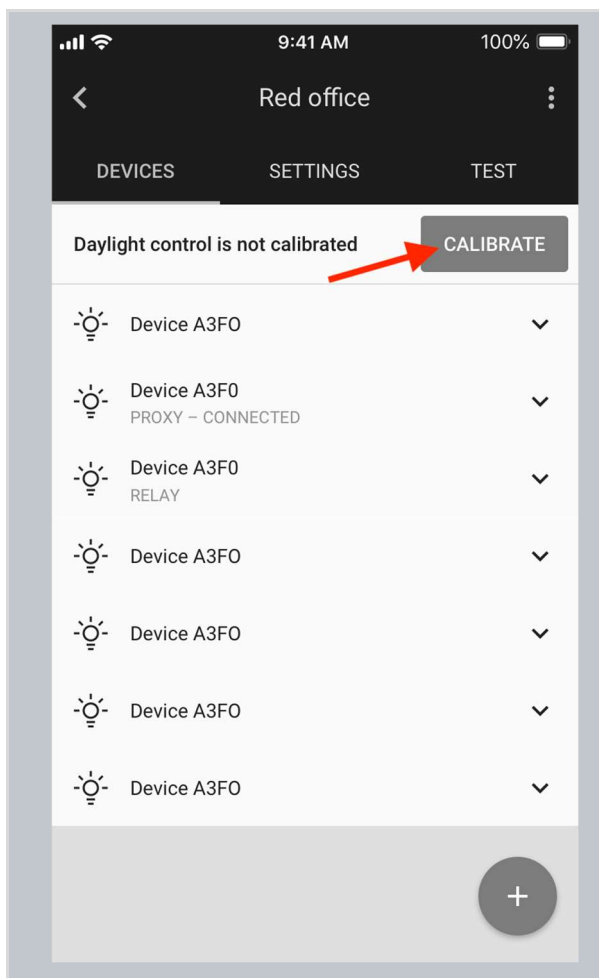 9:41 AM 100%
Red office
DEVICES SETTINGS TEST
Daylight control is not calibrated CALIBRATE
Device A3FO
Device A3F0
PROXY – CONNECTED
Device A3F0
RELAY
Device A3FO
Device A3FO
Device A3FO
Device A3FO